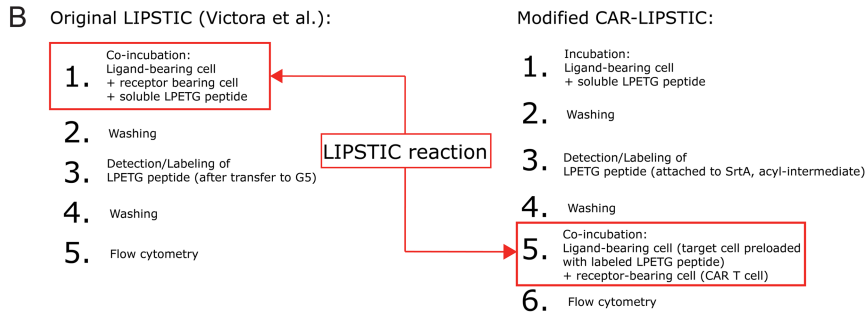 B
Original LIPSTIC (Victora et al.):
1.
Co-incubation:
Ligand-bearing cell
+ receptor bearing cell
+ soluble LPETG peptide
2. Washing
3.
Detection/Labeling of
LPETG peptide (after transfer to G5)
4. Washing
5. Flow cytometry
LIPSTIC reaction
Modified CAR-LIPSTIC:
1.
Incubation:
Ligand-bearing cell
+ soluble LPETG peptide
2. Washing
3.
Detection/Labeling of
LPETG peptide (attached to SrtA, acyl-intermediate)
4. Washing
5.
Co-incubation:
Ligand-bearing cell (target cell preloaded
with labeled LPETG peptide)
+ receptor-bearing cell (CAR T cell)
6. Flow cytometry